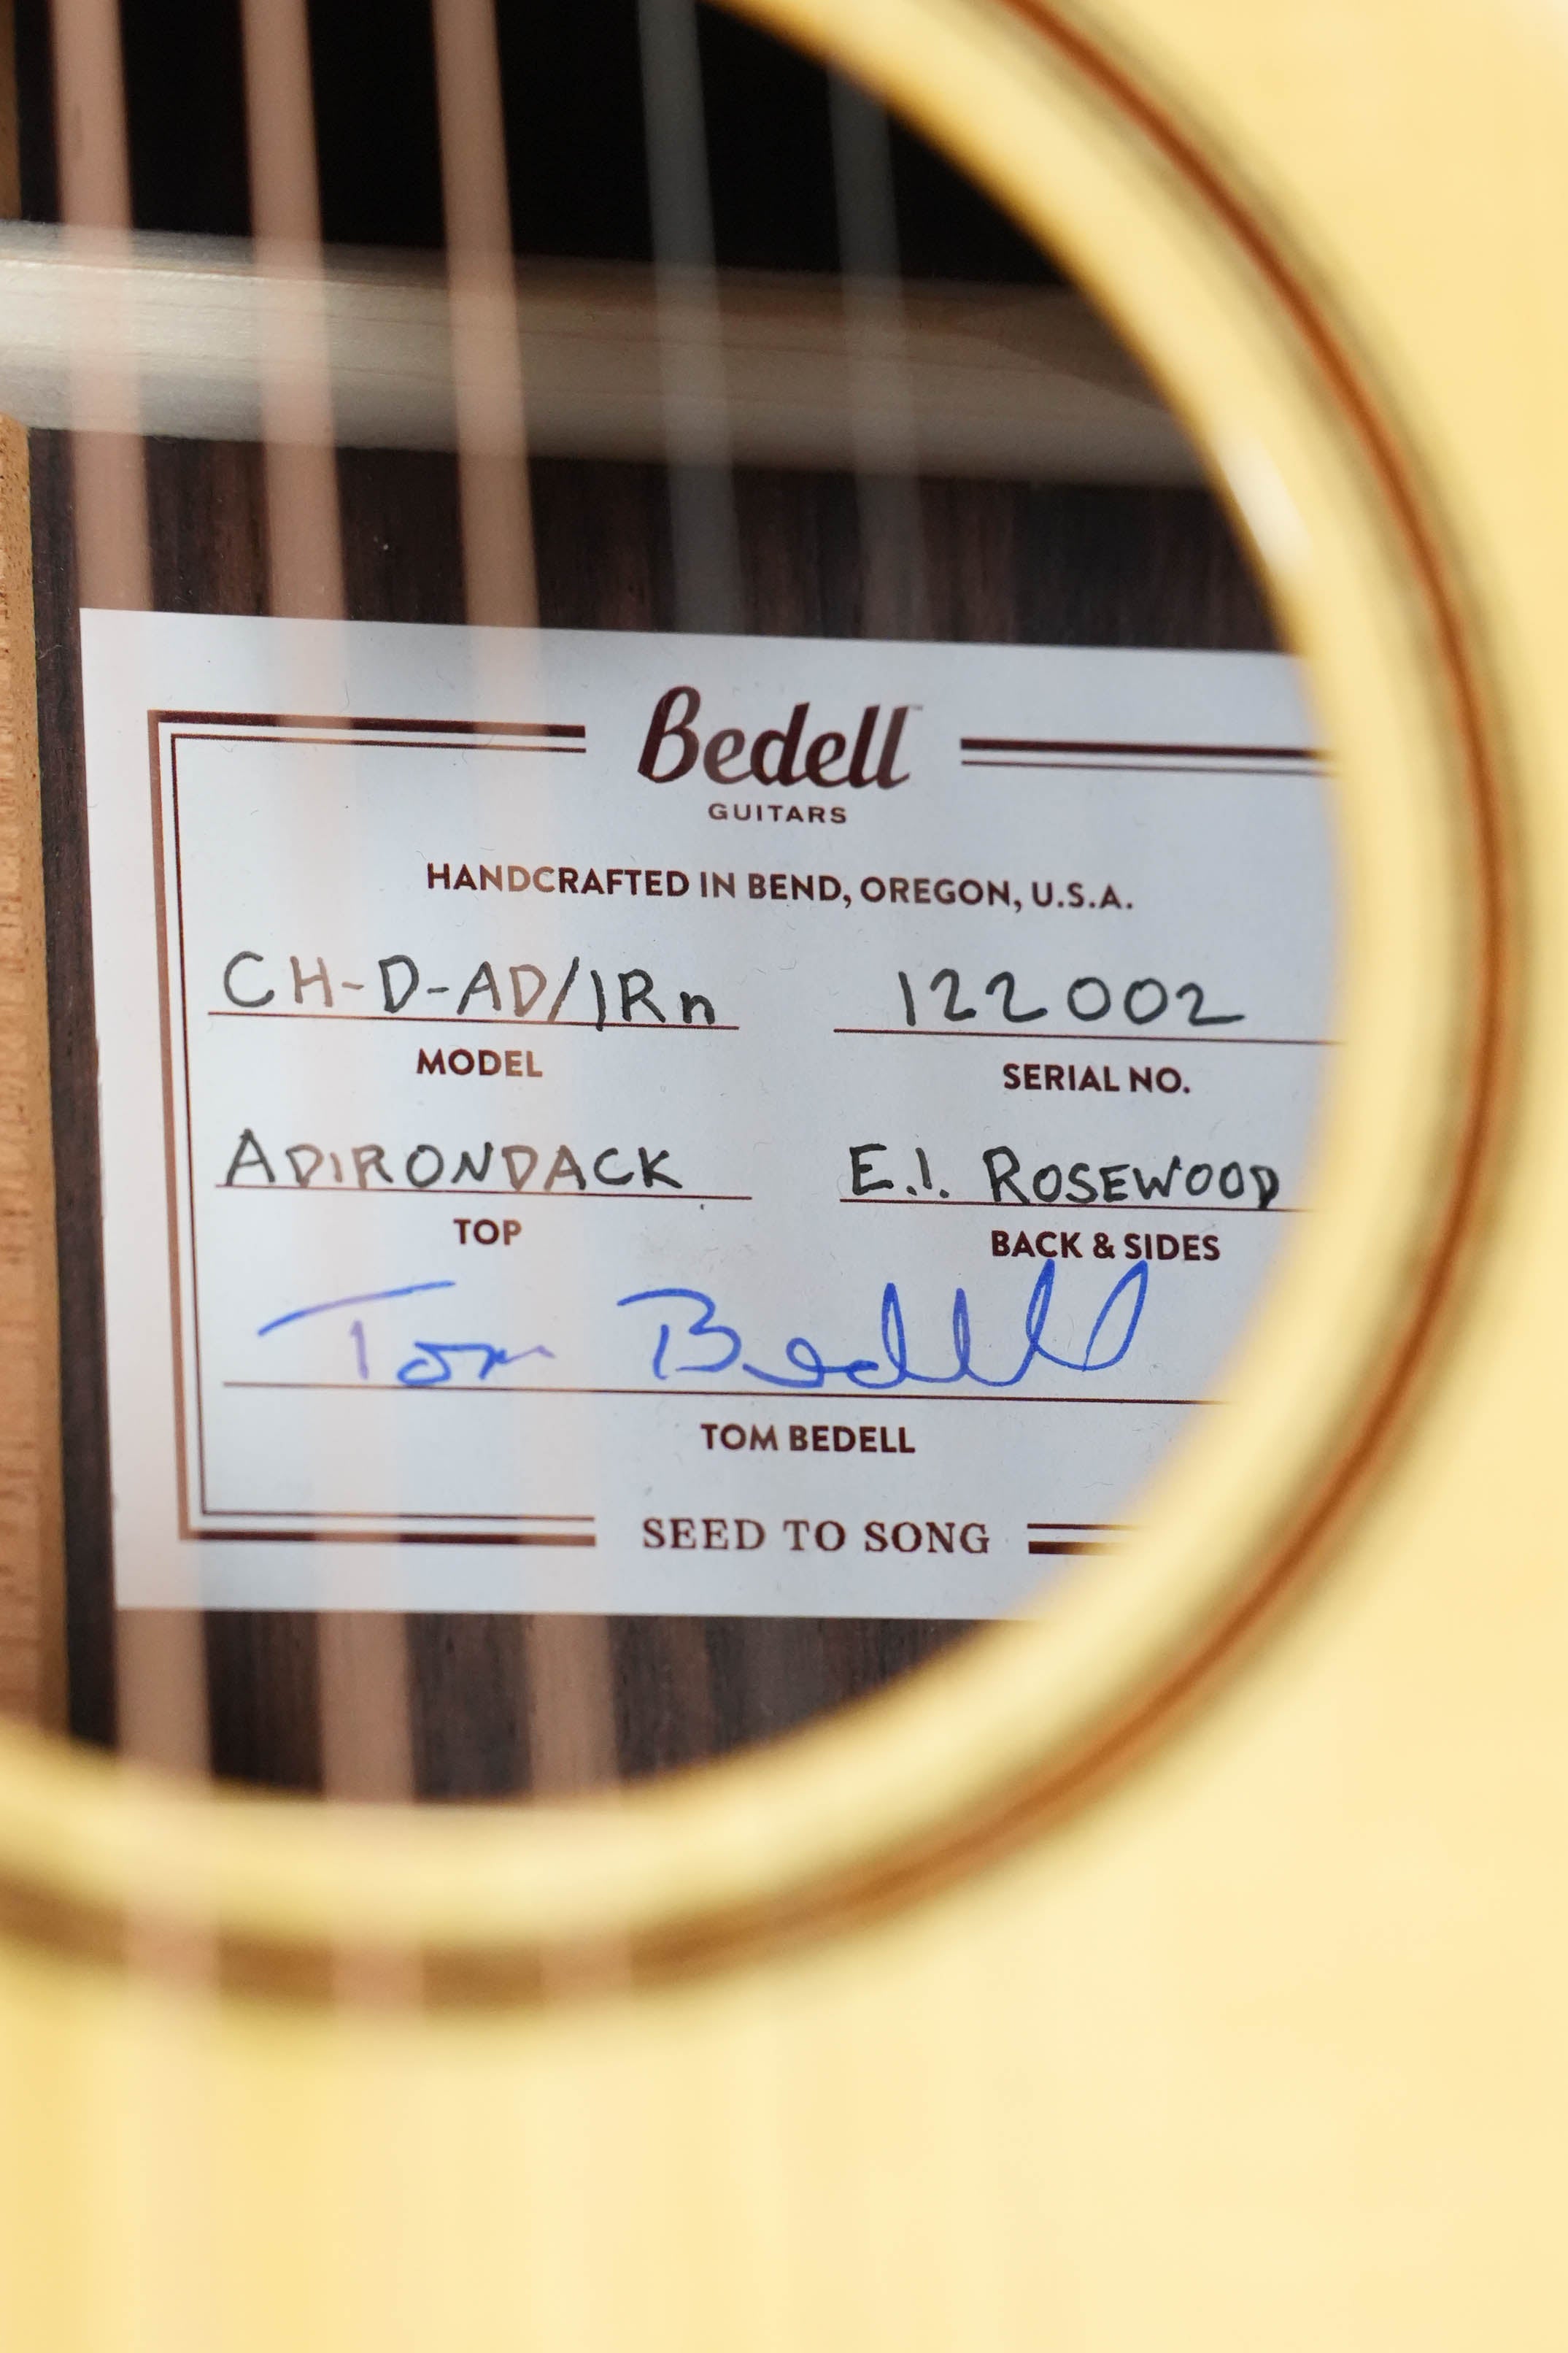 Bedell
GUITARS
HANDCRAFTED IN BEND, OREGON, U.S.A.
CH-D-AD/IRn 122002
MODEL SERIAL NO.
ADIRONDACK E.I. ROSEWOOD
TOP BACK & SIDES
Tom Bedell
TOM BEDELL
SEED TO SONG